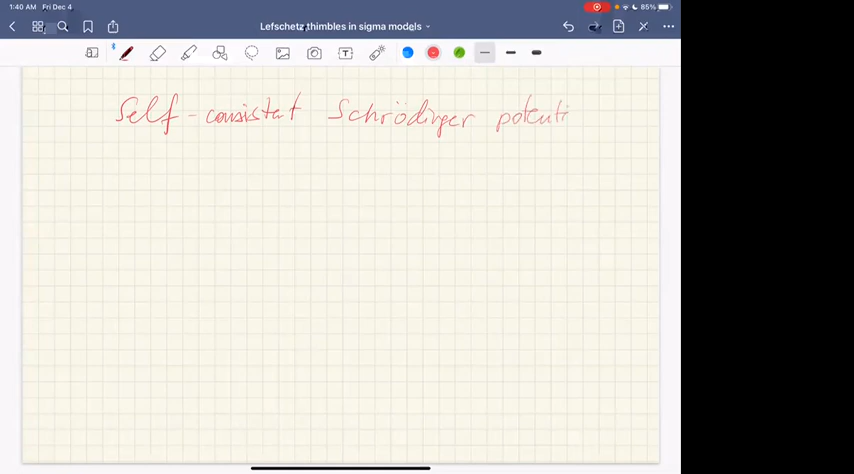 1:40 AM Fri Dec 4
85%
Lefschetz thimbles in sigma models
T
Self-consistent Schrödinger potenti